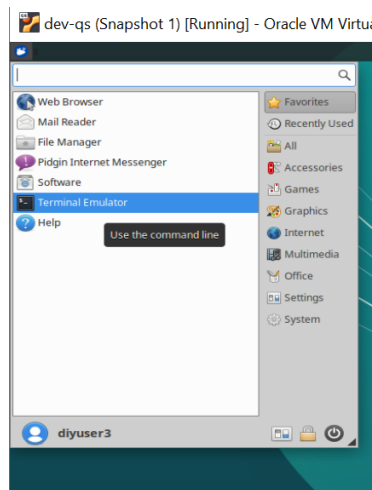 dev-qs (Snapshot 1) [Running] - Oracle VM Virtu
Web Browser
Mail Reader
File Manager
Pidgin Internet Messenger
Software
Terminal Emulator
Help
Use the command line
Favorites
Recently Used
All
Accessories
Games
Graphics
Internet
Multimedia
Office
Settings
System
diyuser3